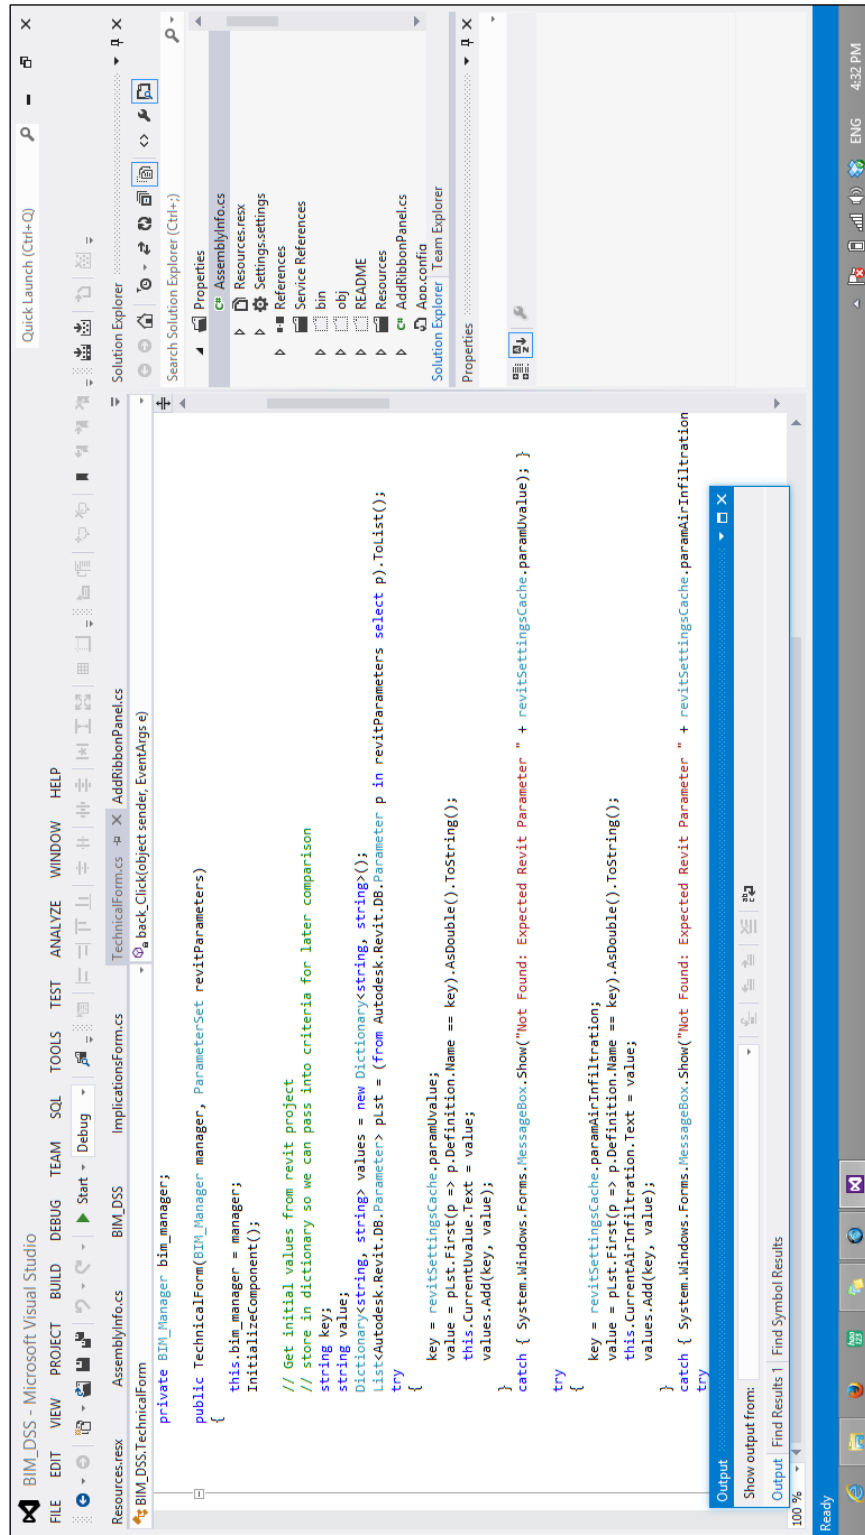 BIM_DSS - Microsoft Visual Studio
Quick Launch (Ctrl+Q)
FILE EDIT VIEW PROJECT BUILD DEBUG TEAM SQL TOOLS TEST ANALYZE WINDOW HELP
Start Debug
Resources.resx AssemblyInfo.cs BIM_DSS ImplicationsForm.cs TechnicalForm.cs AddRibbonPanel.cs
BIM_DSS.TechnicalForm back_Click(object sender, EventArgs e)
private BIM_Manager bim_manager;
public TechnicalForm(BIM_Manager manager, ParameterSet revitParameters)
{
this.bim_manager = manager;
InitializeComponent();
// Get initial values from revit project
// store in dictionary so we can pass into criteria for later comparison
string key;
string value;
Dictionary<string, string> values = new Dictionary<string, string>();
List<Autodesk.Revit.DB.Parameter> pLst = (from Autodesk.Revit.DB.Parameter p in revitParameters select p).ToList();
try
{
key = revitSettingsCache.paramUvalue;
value = pLst.First(p => p.Definition.Name == key).AsDouble().ToString();
this.CurrentUvalue.Text = value;
values.Add(key, value);
}
catch { System.Windows.Forms.MessageBox.Show("Not Found: Expected Revit Parameter " + revitSettingsCache.paramUvalue); }
try
{
key = revitSettingsCache.paramAirInfiltration;
value = pLst.First(p => p.Definition.Name == key).AsDouble().ToString();
this.CurrentAirInfiltration.Text = value;
values.Add(key, value);
}
catch { System.Windows.Forms.MessageBox.Show("Not Found: Expected Revit Parameter " + revitSettingsCache.paramAirInfiltration
try
Solution Explorer
Search Solution Explorer (Ctrl+;)
Properties
C# AssemblyInfo.cs
Resources.resx
Settings.settings
References
Service References
bin
obj
README
Resources
C# AddRibbonPanel.cs
App.config
Solution Explorer Team Explorer
Properties
Output
Show output from:
Output Find Results 1 Find Symbol Results
100 %
Ready
ENG 4:32 PM